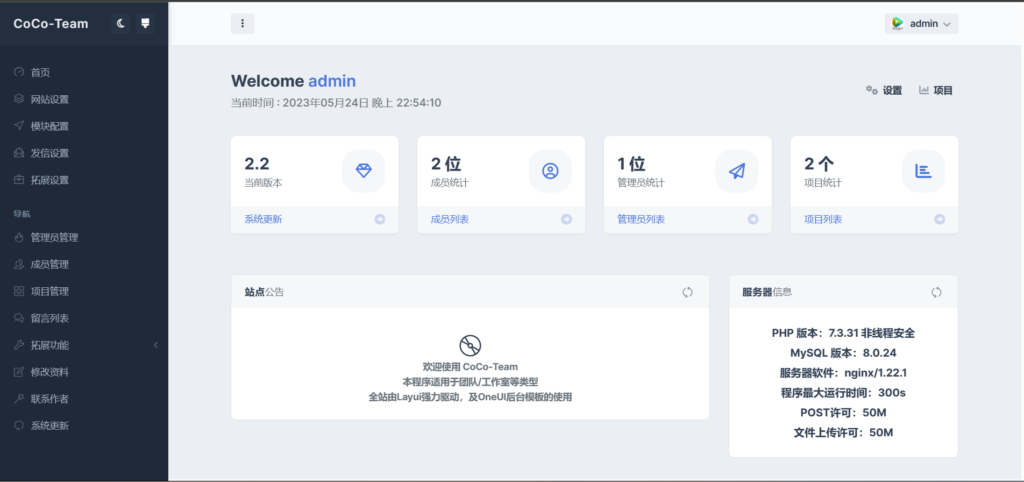 CoCo-Team
admin
首页
网站设置
模块配置
发信设置
拓展设置
导航
管理员管理
成员管理
项目管理
留言列表
拓展功能
修改资料
联系作者
系统更新
Welcome admin
当前时间 : 2023年05月24日 晚上 22:54:10
设置
项目
2.2
当前版本
系统更新
2 位
成员统计
成员列表
1 位
管理员统计
管理员列表
2 个
项目统计
项目列表
站点公告
欢迎使用 CoCo-Team
本程序适用于团队/工作室等类型
全站由Layui强力驱动，及OneUI后台模板的使用
服务器信息
PHP 版本：7.3.31 非线程安全
MySQL 版本：8.0.24
服务器软件：nginx/1.22.1
程序最大运行时间：300s
POST许可：50M
文件上传许可：50M